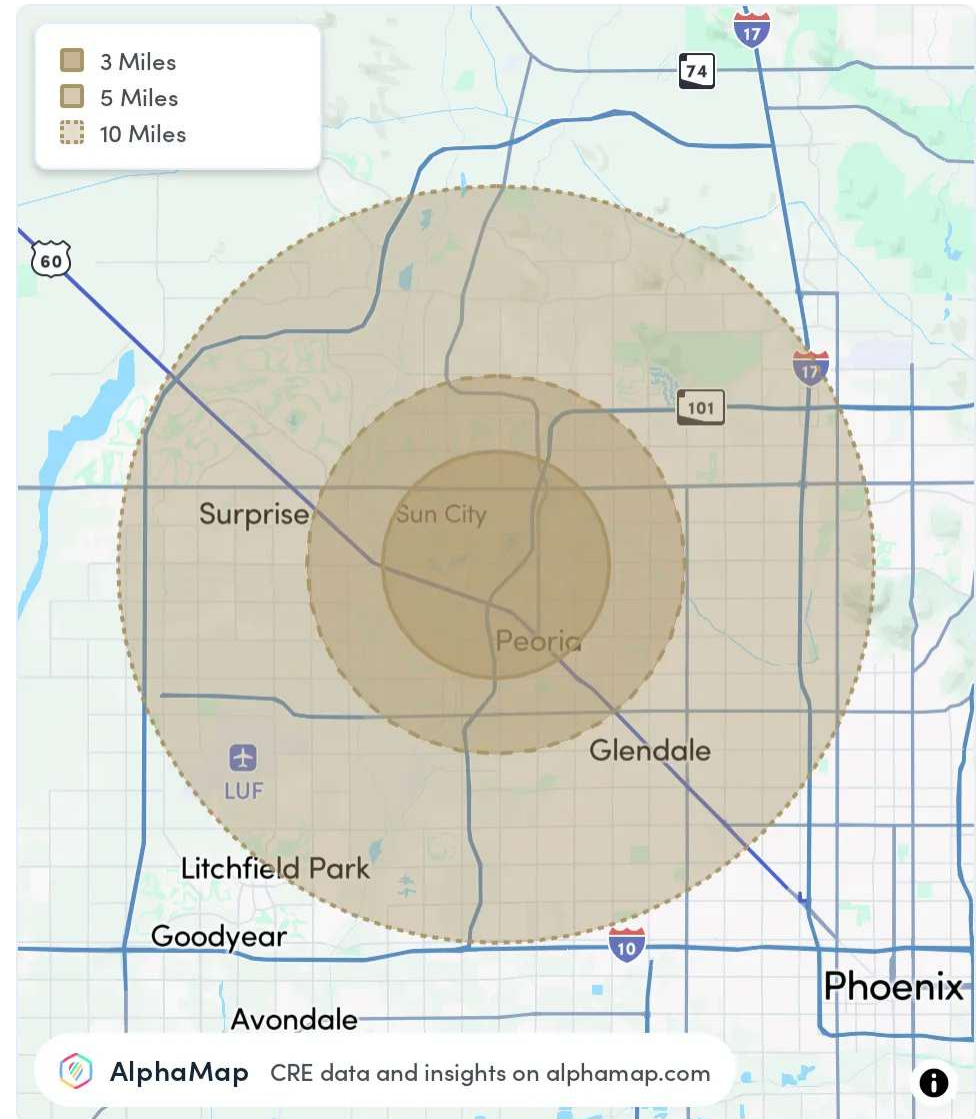 3 Miles
5 Miles
10 Miles
17
74
60
17
101
Surprise
Sun City
Peoria
Glendale
LUF
Litchfield Park
Goodyear
10
Phoenix
Avondale
AlphaMap CRE data and insights on alphamap.com